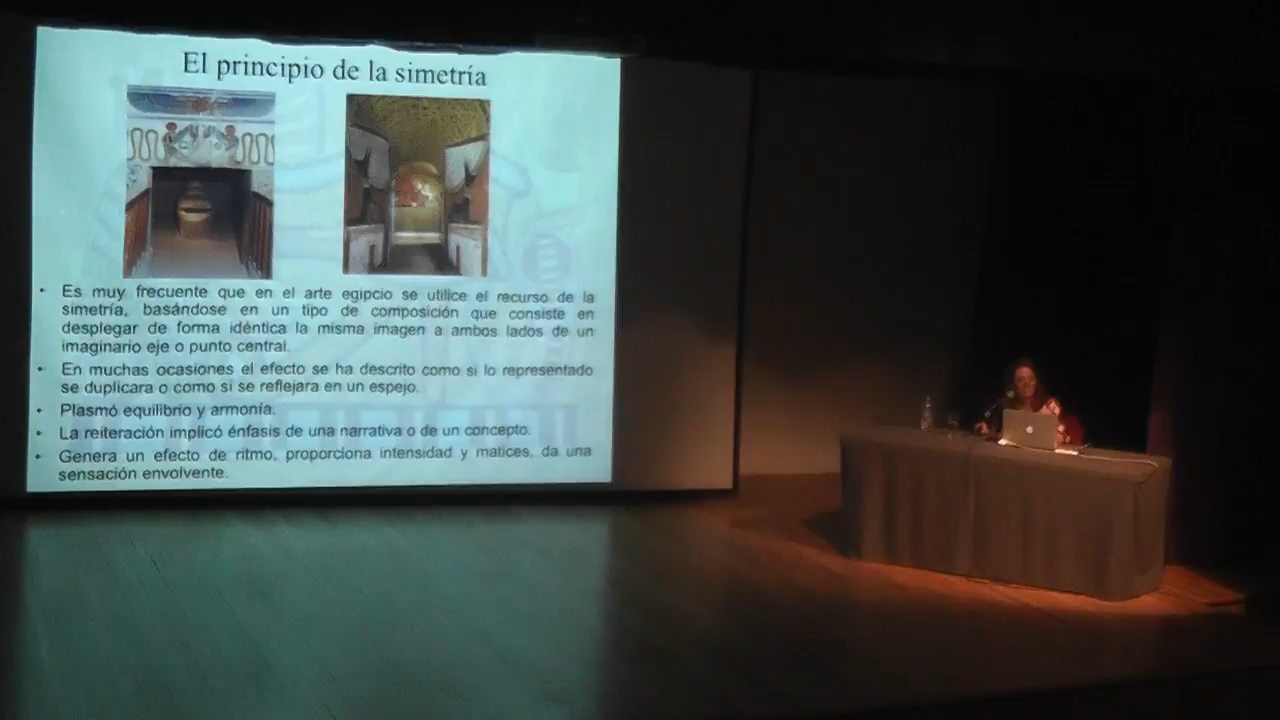 El principio de la simetría
• Es muy frecuente que en el arte egipcio se utilice el recurso de la
simetría, basándose en un tipo de composición que consiste en
desplegar de forma idéntica la misma imagen a ambos lados de un
imaginario eje o punto central.
• En muchas ocasiones el efecto se ha descrito como si lo representado
se duplicara o como si se reflejara en un espejo.
• Plasmó equilibrio y armonía.
• La reiteración implicó énfasis de una narrativa o de un concepto.
• Genera un efecto de ritmo, proporciona intensidad y matices, da una
sensación envolvente.